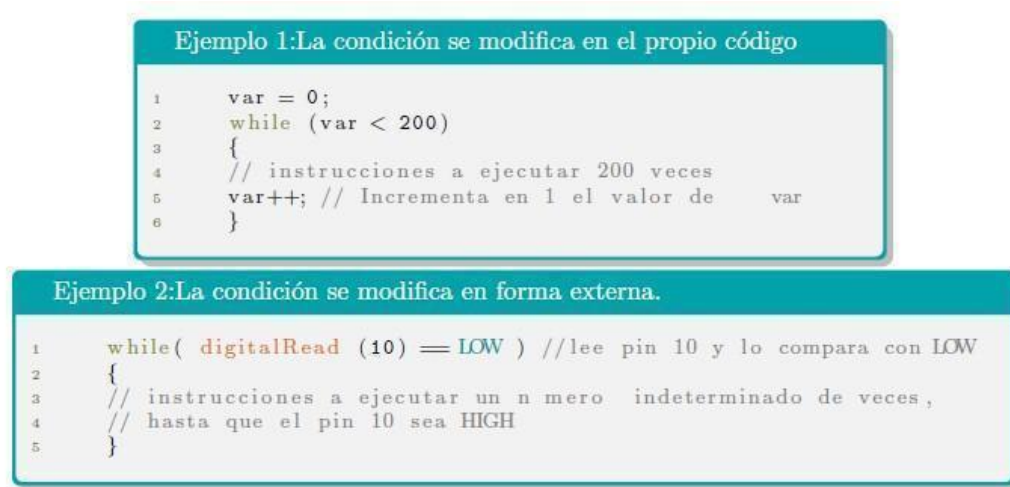 Ejemplo 1:La condición se modifica en el propio código
1 var = 0;
2 while (var < 200)
3 {
4 // instrucciones a ejecutar 200 veces
5 var++; // Incrementa en 1 el valor de var
6 }
Ejemplo 2:La condición se modifica en forma externa.
1 while( digitalRead (10) == LOW ) //lee pin 10 y lo compara con LOW
2 {
3 // instrucciones a ejecutar un n mero indeterminado de veces,
4 // hasta que el pin 10 sea HIGH
5 }